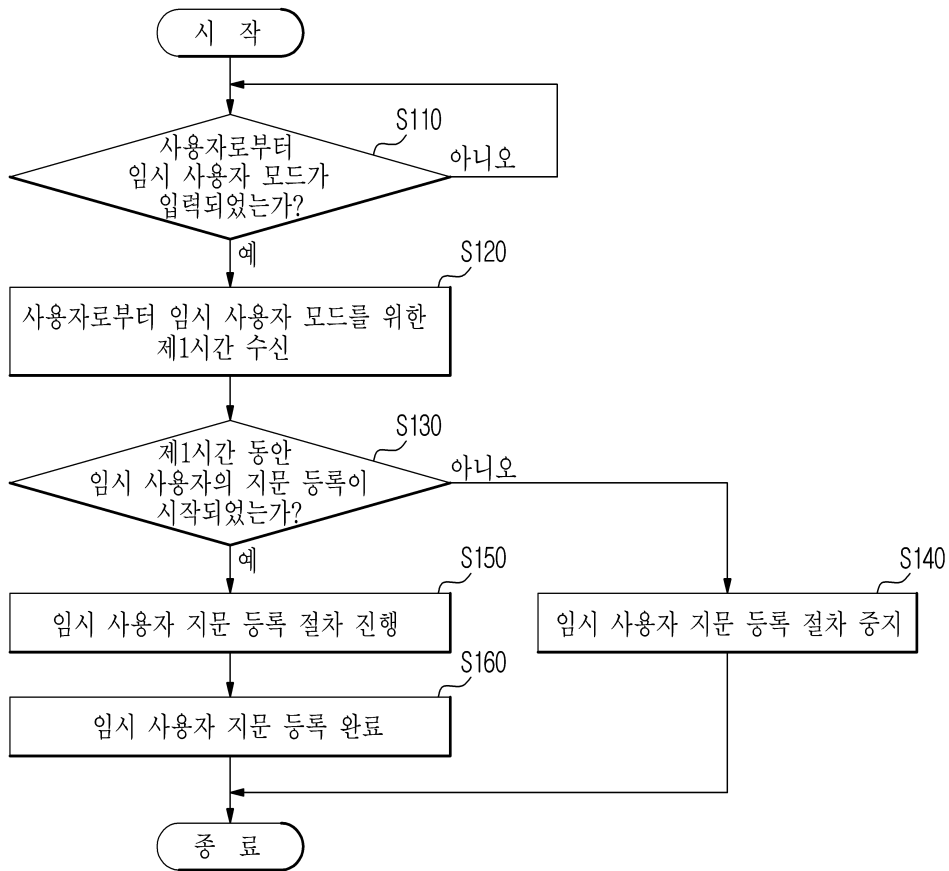 시 작
S110
사용자로부터
임시 사용자 모드가
입력되었는가?
아니오
예
S120
사용자로부터 임시 사용자 모드를 위한
제1시간 수신
S130
제1시간 동안
임시 사용자의 지문 등록이
시작되었는가?
아니오
예
S150
임시 사용자 지문 등록 절차 진행
S140
임시 사용자 지문 등록 절차 중지
S160
임시 사용자 지문 등록 완료
종 료